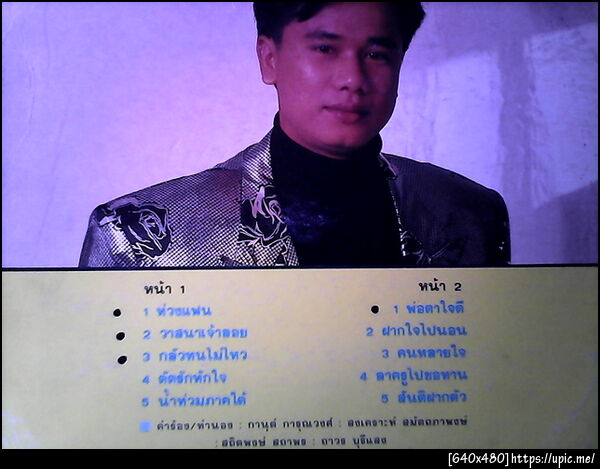 หน้า 1
1 ห่วงแฟน
2 วาสนาเจ้าลอย
3 กลัวทนไม่ไหว
4 ตัดรักหักใจ
5 น้ำท่วมภาคใต้
หน้า 2
1 พ่อตาใจดี
2 ฝากใจไปนอน
3 คนหลายใจ
4 ลาครูไปขอทาน
5 สันติฝากตัว
คำร้อง/ทำนอง : กานต์ การุณวงศ์ : สงเคราะห์ สมัตถภาพงษ์
: สถิตพงษ์ สถาพร : ถาวร บุรีแสง
[640x480]https://upic.me/